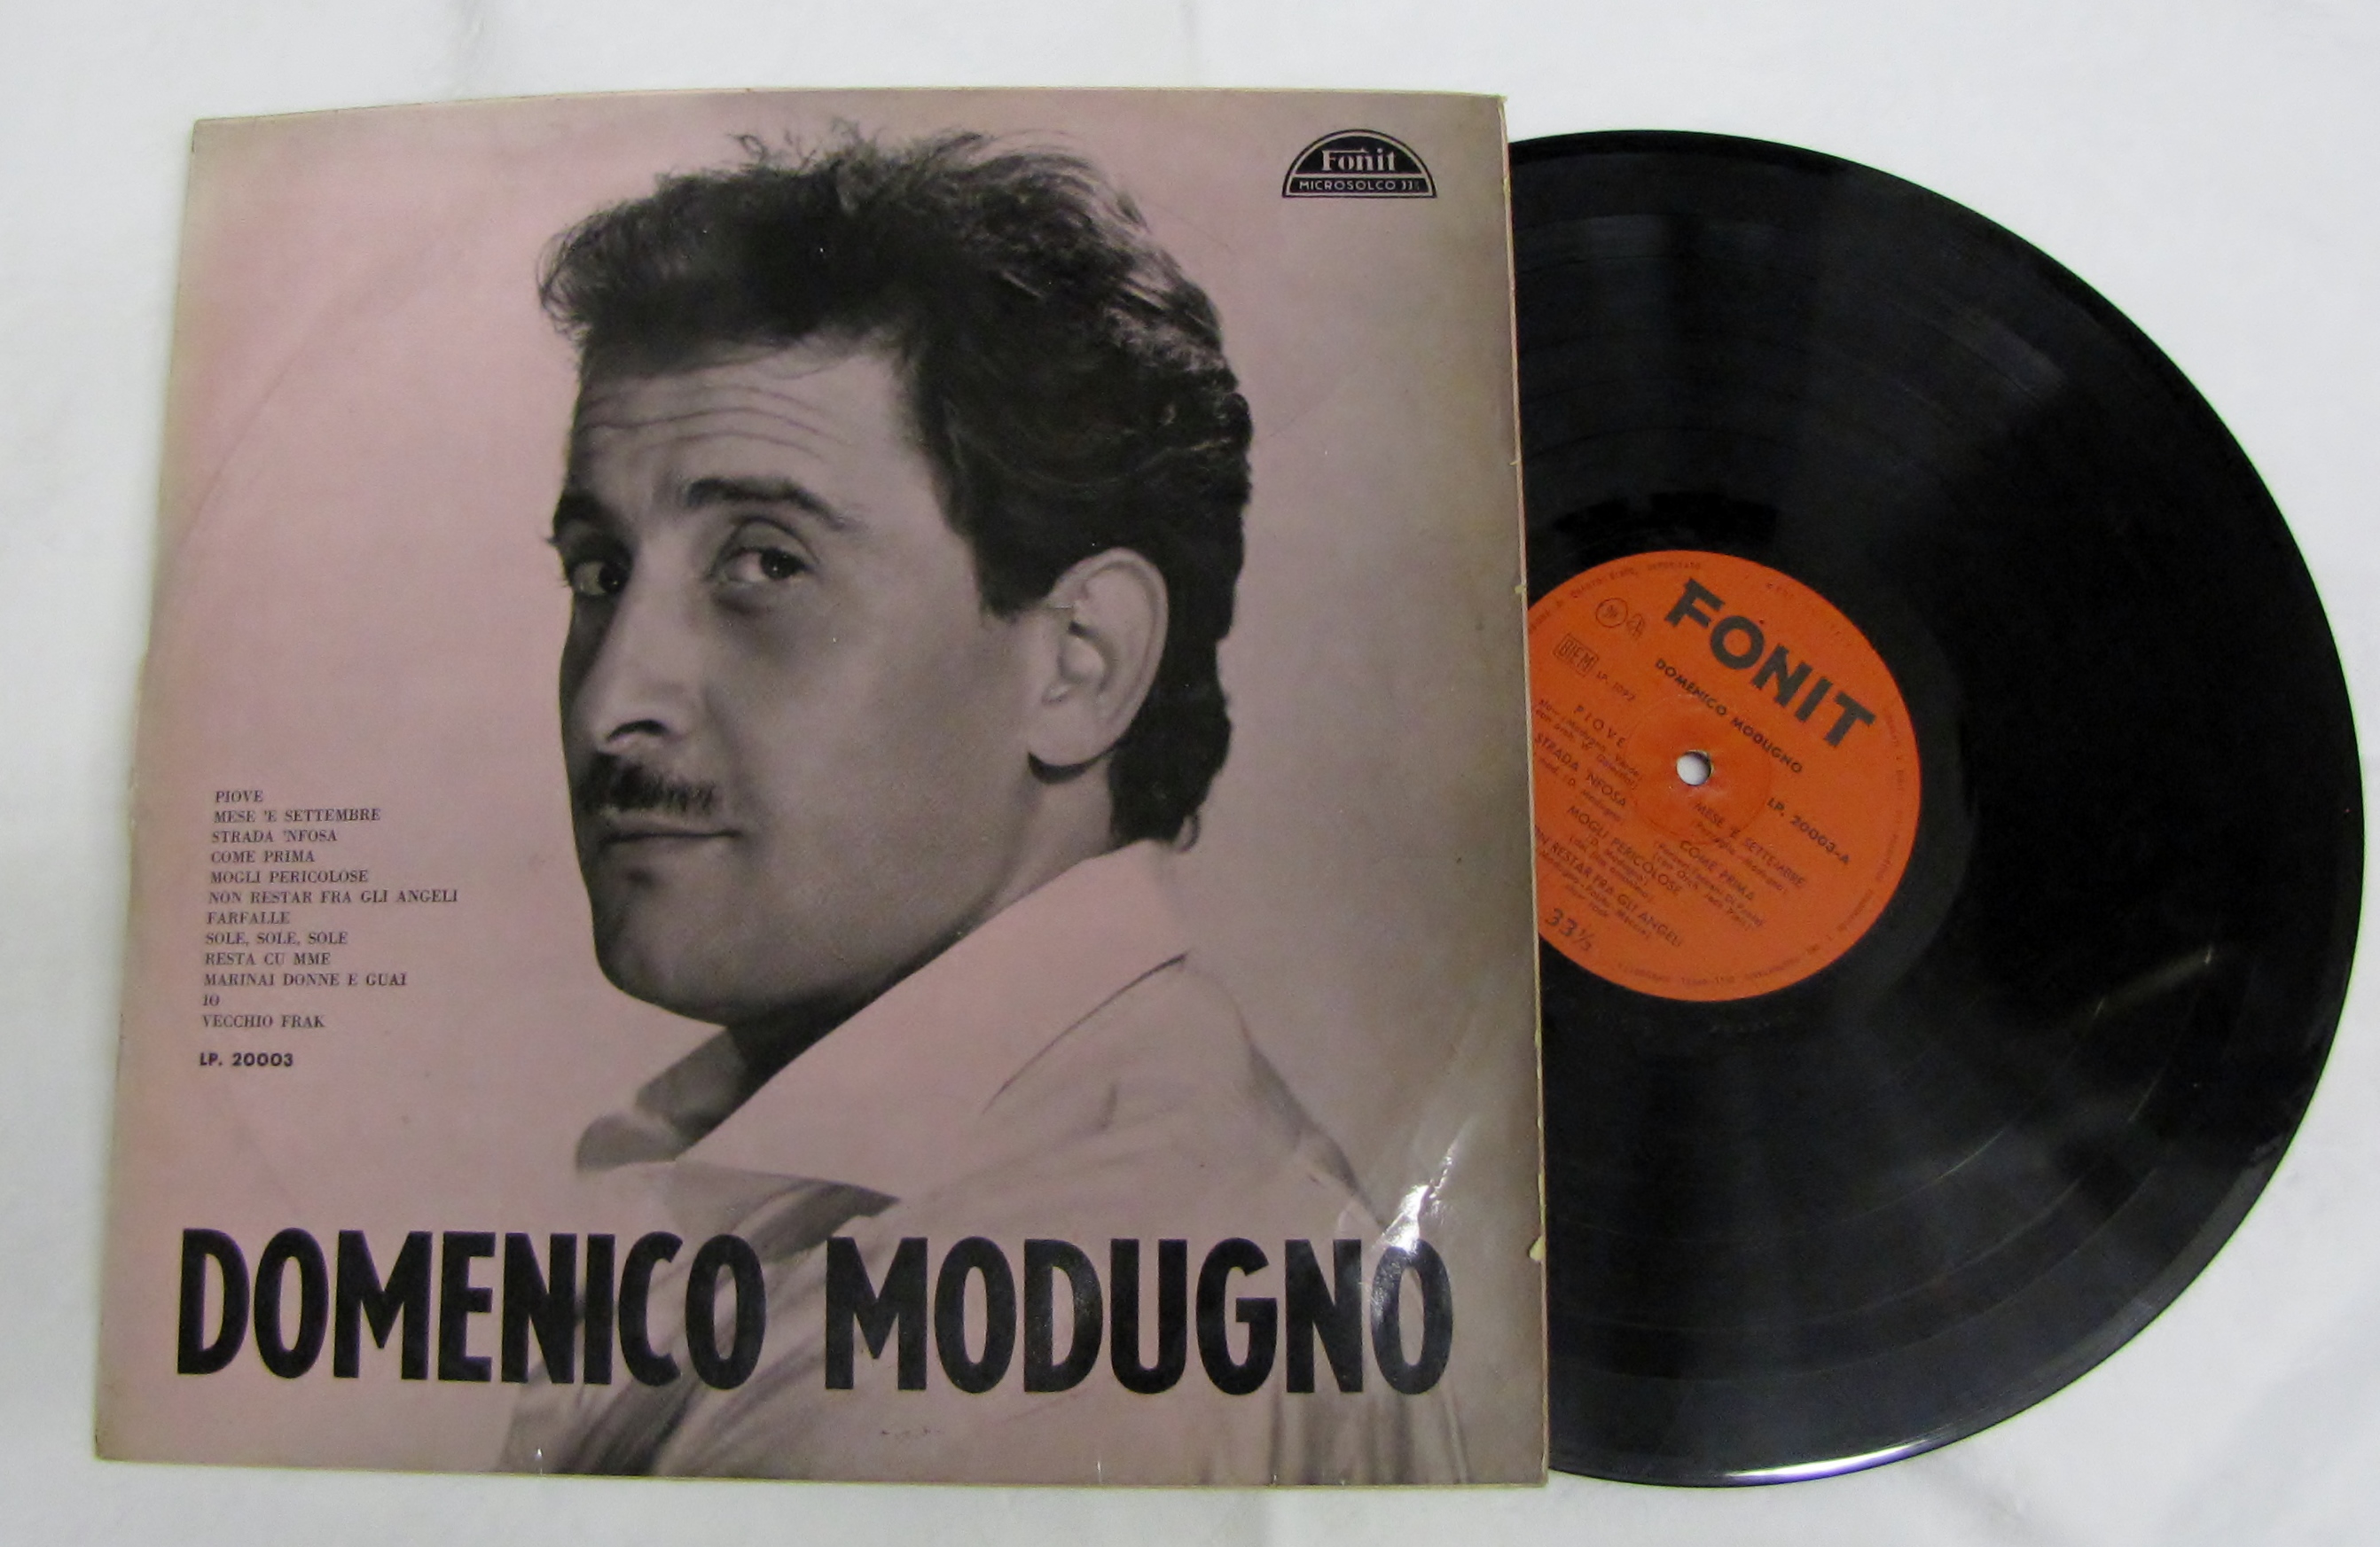 Foñit
MICROSOLCO 33
PIOVE
MESE 'E SETTEMBRE
STRADA 'NFOSA
COME PRIMA
MOGLI PERICOLOSE
NON RESTAR FRA GLI ANGELI
FARFALLE
SOLE, SOLE, SOLE
RESTA CU MME
MARINAI DONNE E GUAI
IO
VECCHIO FRAK
LP. 20003
DOMENICO MODUGNO
FONIT
DOMENICO MODUGNO
BIEM
LP. 20003-A
PIOVE
STRADA 'NFOSA
MOGLI PERICOLOSE
RESTAR FRA GLI ANGELI
MESE 'E SETTEMBRE
COME PRIMA
33⅓